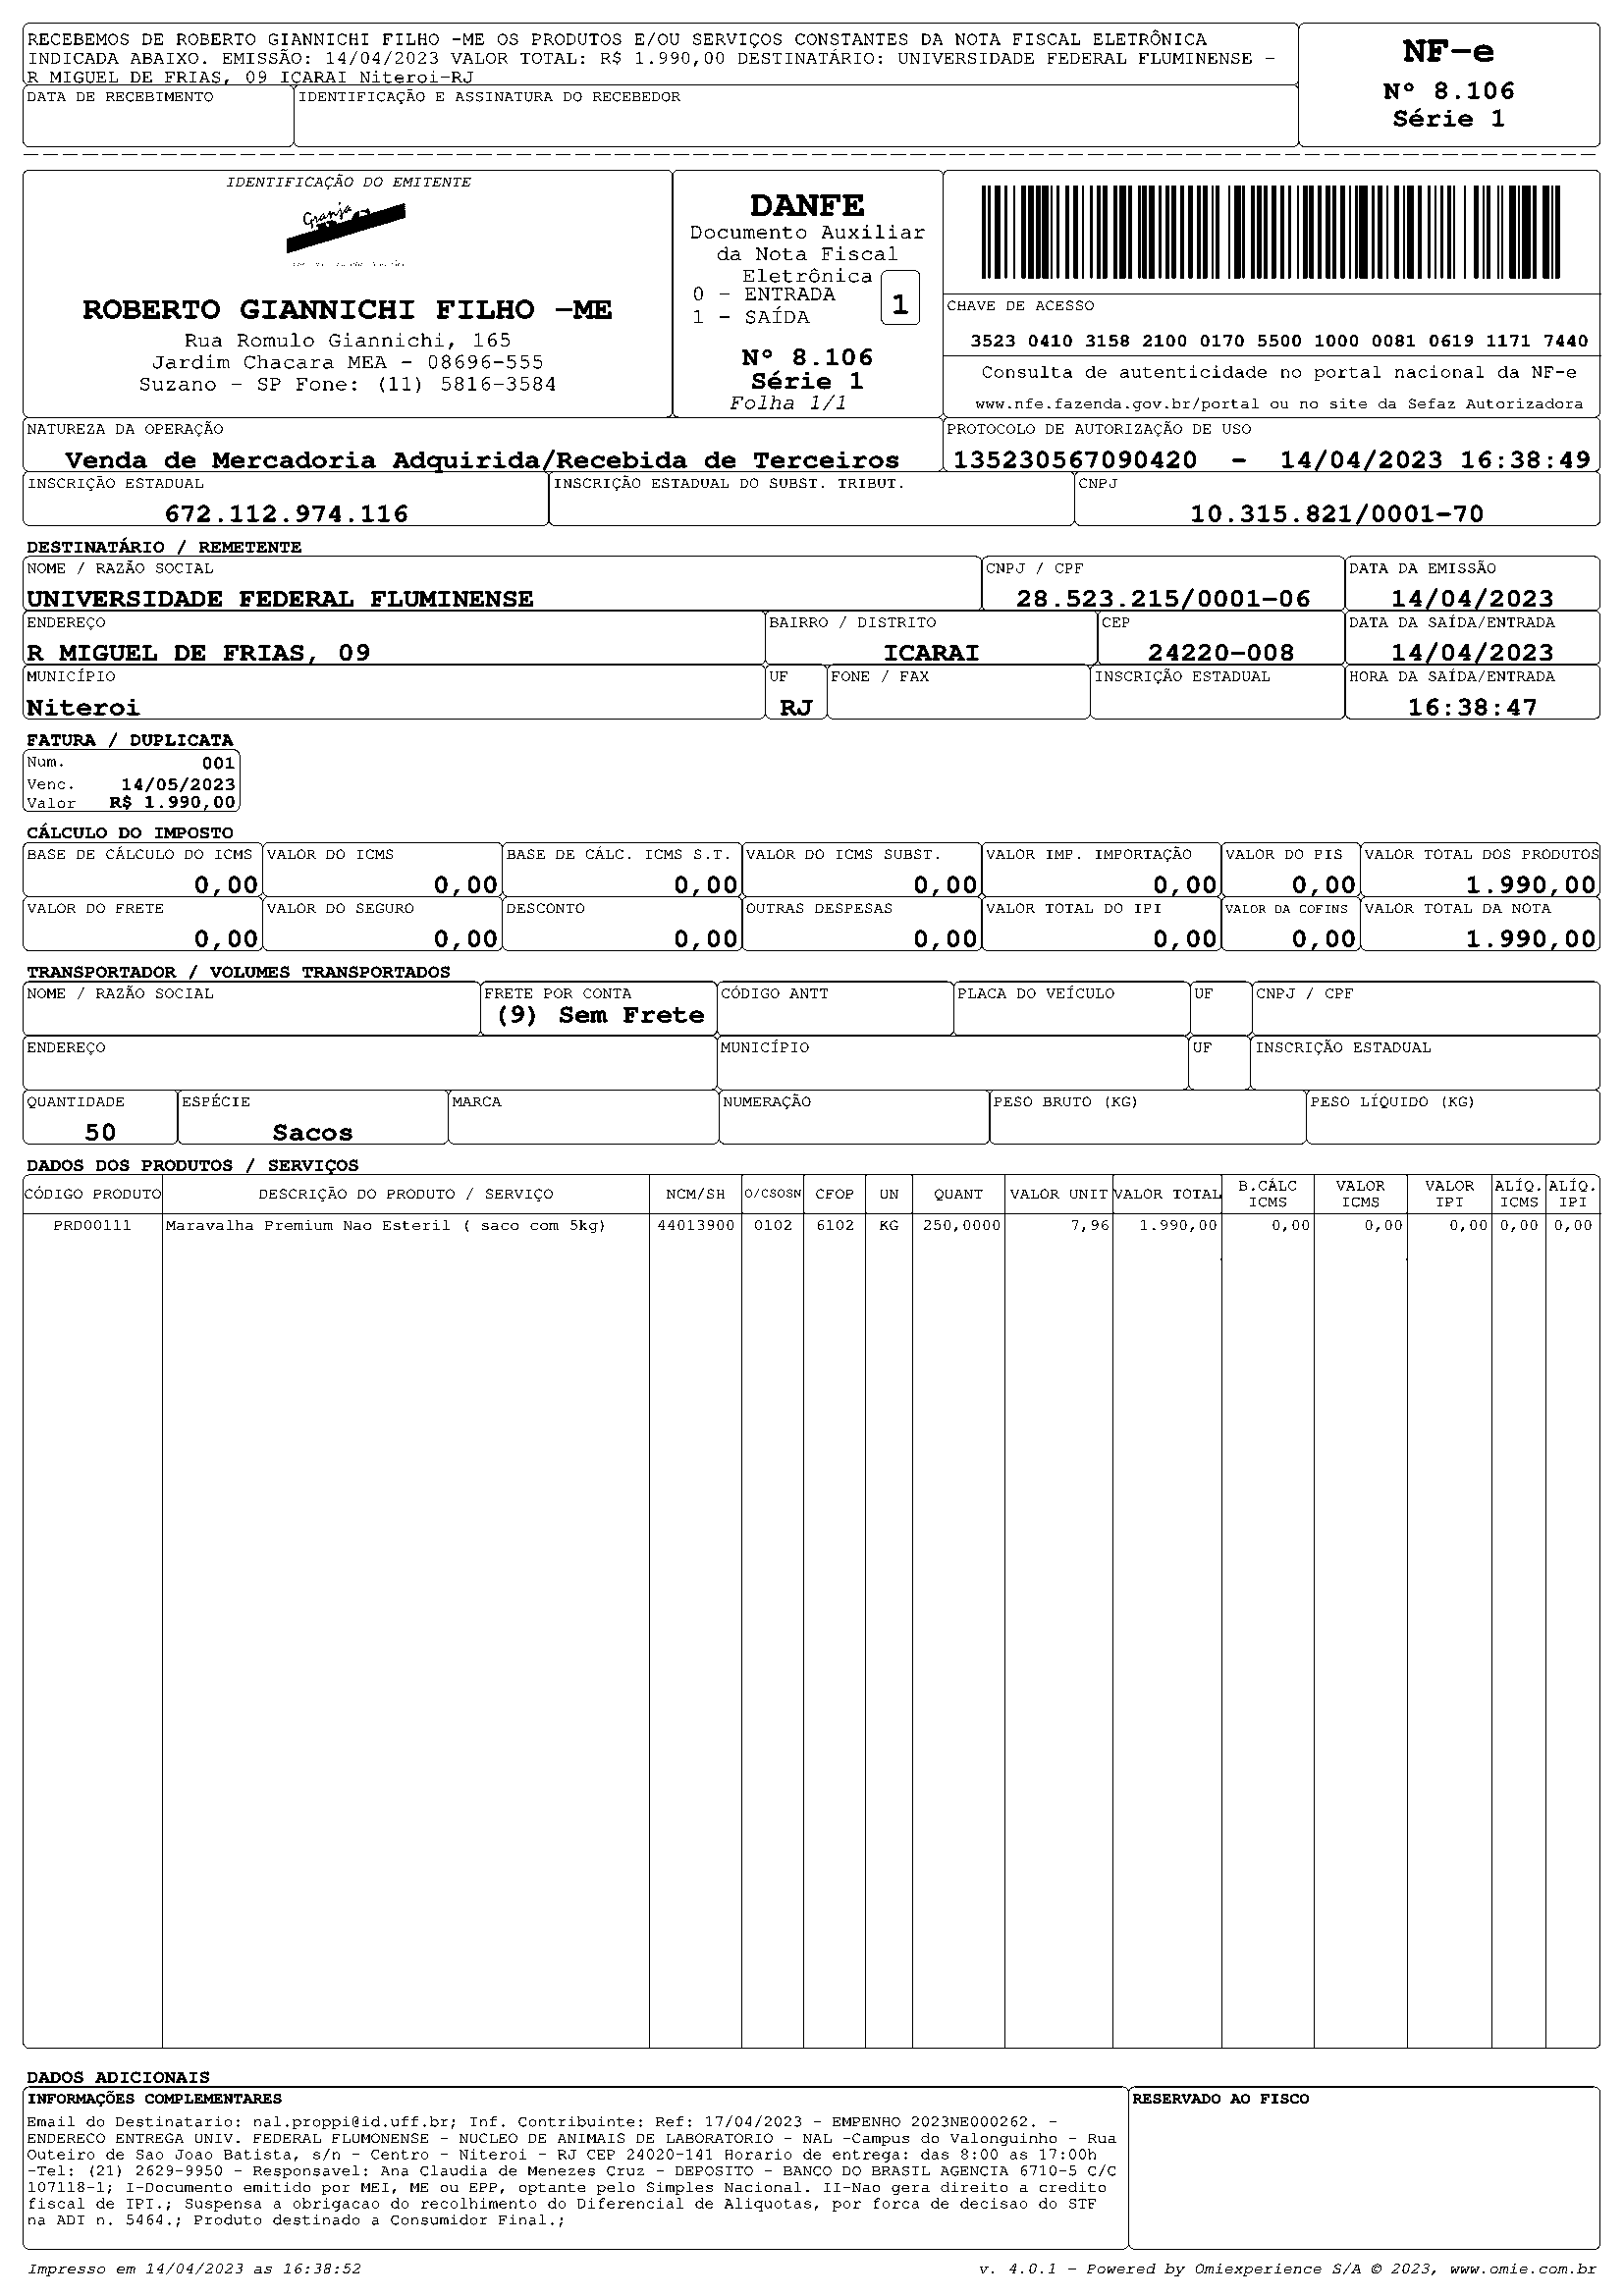 RECEBEMOS DE ROBERTO GIANNICHI FILHO -ME OS PRODUTOS E/OU SERVIÇOS CONSTANTES DA NOTA FISCAL ELETRÔNICA
INDICADA ABAIXO. EMISSÃO: 14/04/2023 VALOR TOTAL: R$ 1.990,00 DESTINATÁRIO: UNIVERSIDADE FEDERAL FLUMINENSE -
R MIGUEL DE FRIAS, 09 ICARAI Niteroi-RJ
DATA DE RECEBIMENTO IDENTIFICAÇÃO E ASSINATURA DO RECEBEDOR
NF-e
Nº 8.106
Série 1
IDENTIFICAÇÃO DO EMITENTE
Granja
ROBERTO GIANNICHI FILHO -ME
Rua Romulo Giannichi, 165
Jardim Chacara MEA - 08696-555
Suzano - SP Fone: (11) 5816-3584
DANFE
Documento Auxiliar
da Nota Fiscal
Eletrônica
0 - ENTRADA
1 - SAÍDA
1
Nº 8.106
Série 1
Folha 1/1
CHAVE DE ACESSO
3523 0410 3158 2100 0170 5500 1000 0081 0619 1171 7440
Consulta de autenticidade no portal nacional da NF-e
www.nfe.fazenda.gov.br/portal ou no site da Sefaz Autorizadora
NATUREZA DA OPERAÇÃO PROTOCOLO DE AUTORIZAÇÃO DE USO
Venda de Mercadoria Adquirida/Recebida de Terceiros 135230567090420 - 14/04/2023 16:38:49
INSCRIÇÃO ESTADUAL INSCRIÇÃO ESTADUAL DO SUBST. TRIBUT. CNPJ
672.112.974.116 10.315.821/0001-70
DESTINATÁRIO / REMETENTE
NOME / RAZÃO SOCIAL CNPJ / CPF DATA DA EMISSÃO
UNIVERSIDADE FEDERAL FLUMINENSE 28.523.215/0001-06 14/04/2023
ENDEREÇO BAIRRO / DISTRITO CEP DATA DA SAÍDA/ENTRADA
R MIGUEL DE FRIAS, 09 ICARAI 24220-008 14/04/2023
MUNICÍPIO UF FONE / FAX INSCRIÇÃO ESTADUAL HORA DA SAÍDA/ENTRADA
Niteroi RJ 16:38:47
FATURA / DUPLICATA
Num. 001
Venc. 14/05/2023
Valor R$ 1.990,00
CÁLCULO DO IMPOSTO
BASE DE CÁLCULO DO ICMS VALOR DO ICMS BASE DE CÁLC. ICMS S.T. VALOR DO ICMS SUBST. VALOR IMP. IMPORTAÇÃO VALOR DO PIS VALOR TOTAL DOS PRODUTOS
0,00 0,00 0,00 0,00 0,00 0,00 1.990,00
VALOR DO FRETE VALOR DO SEGURO DESCONTO OUTRAS DESPESAS VALOR TOTAL DO IPI VALOR DA COFINS VALOR TOTAL DA NOTA
0,00 0,00 0,00 0,00 0,00 0,00 1.990,00
TRANSPORTADOR / VOLUMES TRANSPORTADOS
NOME / RAZÃO SOCIAL FRETE POR CONTA CÓDIGO ANTT PLACA DO VEÍCULO UF CNPJ / CPF
(9) Sem Frete
ENDEREÇO MUNICÍPIO UF INSCRIÇÃO ESTADUAL
QUANTIDADE ESPÉCIE MARCA NUMERAÇÃO PESO BRUTO (KG) PESO LÍQUIDO (KG)
50 Sacos
DADOS DOS PRODUTOS / SERVIÇOS
CÓDIGO PRODUTO DESCRIÇÃO DO PRODUTO / SERVIÇO NCM/SH O/CSOSN CFOP UN QUANT VALOR UNIT VALOR TOTAL B.CÁLC ICMS VALOR ICMS VALOR IPI ALÍQ. ICMS ALÍQ. IPI
PRD00111 Maravalha Premium Nao Esteril ( saco com 5kg) 44013900 0102 6102 KG 250,0000 7,96 1.990,00 0,00 0,00 0,00 0,00 0,00
DADOS ADICIONAIS
INFORMAÇÕES COMPLEMENTARES RESERVADO AO FISCO
Email do Destinatario: nal.proppi@id.uff.br; Inf. Contribuinte: Ref: 17/04/2023 - EMPENHO 2023NE000262. -
ENDERECO ENTREGA UNIV. FEDERAL FLUMONENSE - NUCLEO DE ANIMAIS DE LABORATORIO - NAL -Campus do Valonguinho - Rua
Outeiro de Sao Joao Batista, s/n - Centro - Niteroi - RJ CEP 24020-141 Horario de entrega: das 8:00 as 17:00h
-Tel: (21) 2629-9950 - Responsavel: Ana Claudia de Menezes Cruz - DEPOSITO - BANCO DO BRASIL AGENCIA 6710-5 C/C
107118-1; I-Documento emitido por MEI, ME ou EPP, optante pelo Simples Nacional. II-Nao gera direito a credito
fiscal de IPI.; Suspensa a obrigacao do recolhimento do Diferencial de Aliquotas, por forca de decisao do STF
na ADI n. 5464.; Produto destinado a Consumidor Final.;
Impresso em 14/04/2023 as 16:38:52 v. 4.0.1 - Powered by Omiexperience S/A © 2023, www.omie.com.br